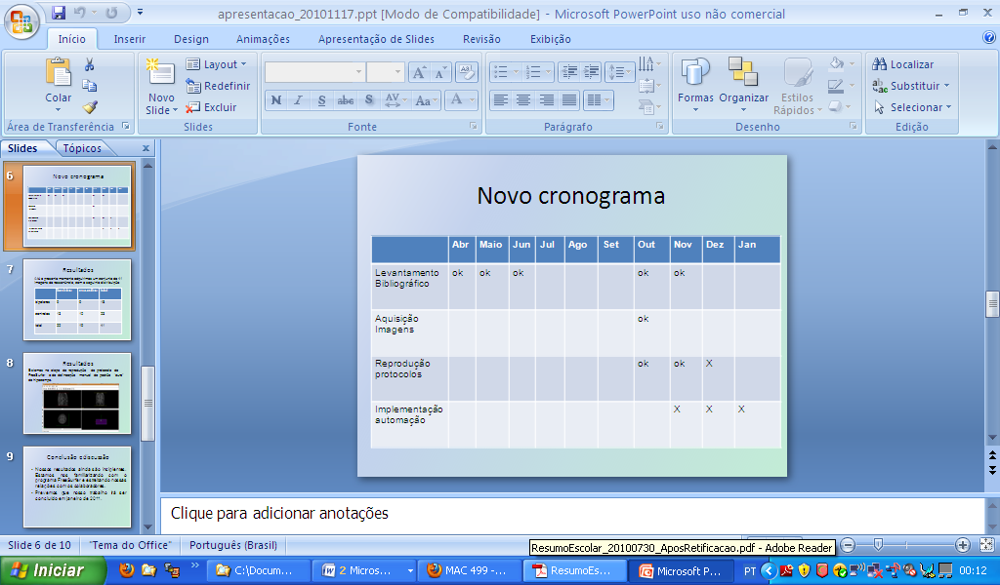 apresentacao_20101117.ppt [Modo de Compatibilidade] - Microsoft PowerPoint uso não comercial
Início Inserir Design Animações Apresentação de Slides Revisão Exibição
Colar
Área de Transferência
Novo Slide
Layout
Redefinir
Excluir
Slides
N I S abc S AV Aa A
Fonte
Parágrafo
Formas
Organizar
Estilos Rápidos
Desenho
Localizar
Substituir
Selecionar
Edição
Slides Tópicos x
6
Novo cronograma
7
Resultados
8
Resultados
9
Conclusão e discussão
Novo cronograma
Abr Maio Jun Jul Ago Set Out Nov Dez Jan
Levantamento ok ok ok ok ok
Bibliográfico
Aquisição ok
Imagens
Reprodução ok ok X
protocolos
Implementação X X X
automação
Clique para adicionar anotações
Slide 6 de 10 "Tema do Office" Português (Brasil)
ResumoEscolar_20100730_AposRetificacao.pdf - Adobe Reader
Iniciar C:\Docum... 2 Micros... MAC 499 -... ResumoEs... Microsoft P... PT 00:12